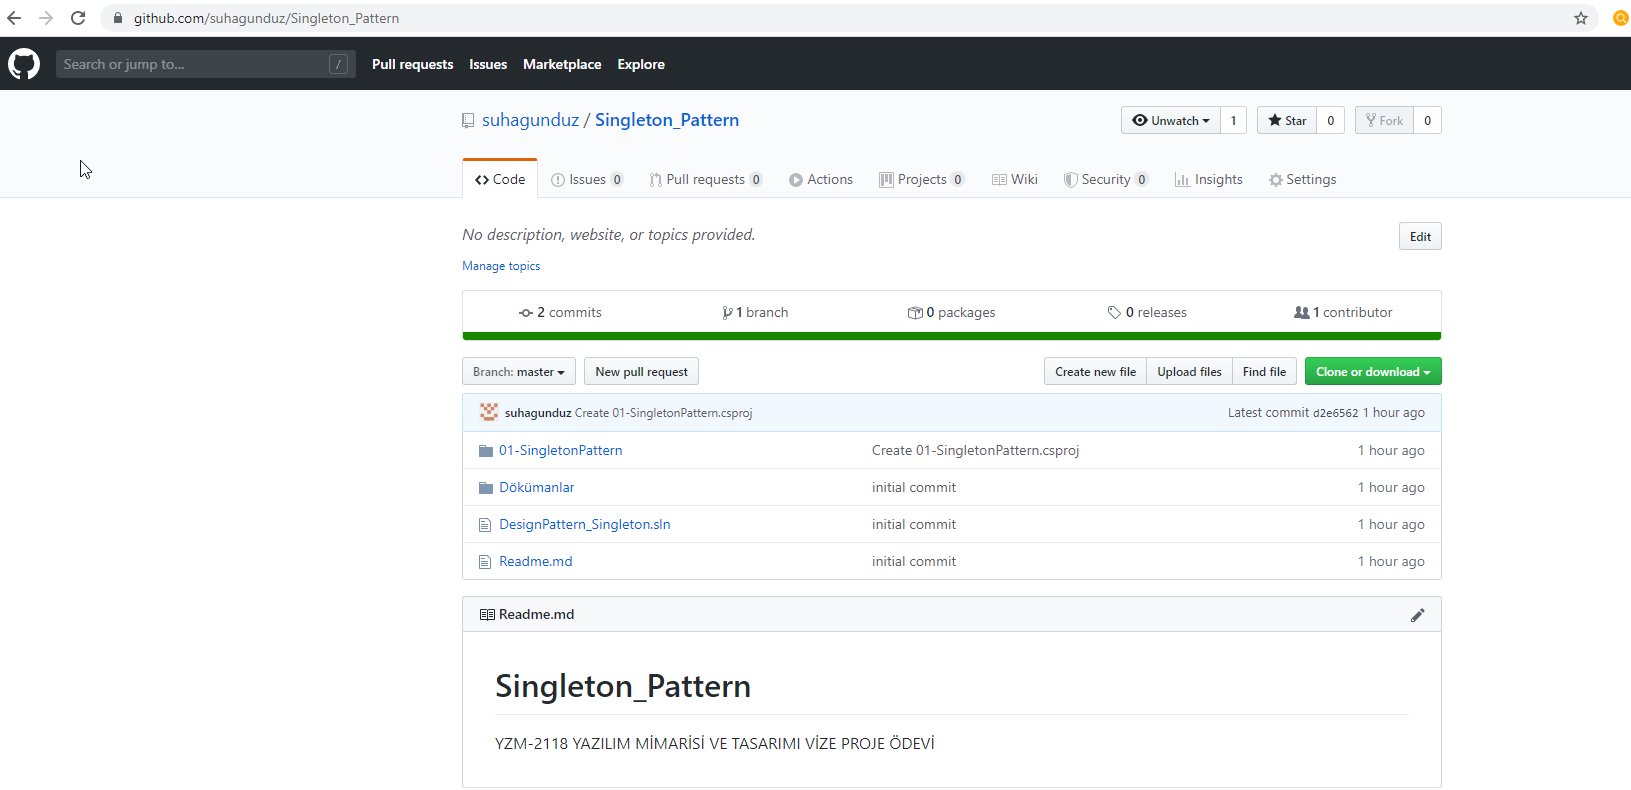 github.com/suhagunduz/Singleton_Pattern
Search or jump to... / Pull requests Issues Marketplace Explore
suhagunduz / Singleton_Pattern Unwatch 1 Star 0 Fork 0
Code Issues 0 Pull requests 0 Actions Projects 0 Wiki Security 0 Insights Settings
No description, website, or topics provided. Edit
Manage topics
2 commits 1 branch 0 packages 0 releases 1 contributor
Branch: master New pull request Create new file Upload files Find file Clone or download
suhagunduz Create 01-SingletonPattern.csproj Latest commit d2e6562 1 hour ago
01-SingletonPattern Create 01-SingletonPattern.csproj 1 hour ago
Dökümanlar initial commit 1 hour ago
DesignPattern_Singleton.sln initial commit 1 hour ago
Readme.md initial commit 1 hour ago
Readme.md
Singleton_Pattern
YZM-2118 YAZILIM MİMARİSİ VE TASARIMI VİZE PROJE ÖDEVİ